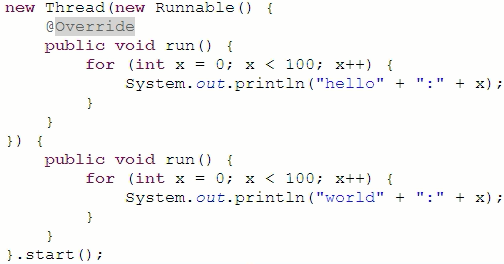 new Thread(new Runnable() {
    @Override
    public void run() {
        for (int x = 0; x < 100; x++) {
            System.out.println("hello" + ":" + x);
        }
    }
}) {
    public void run() {
        for (int x = 0; x < 100; x++) {
            System.out.println("world" + ":" + x);
        }
    }
}.start();